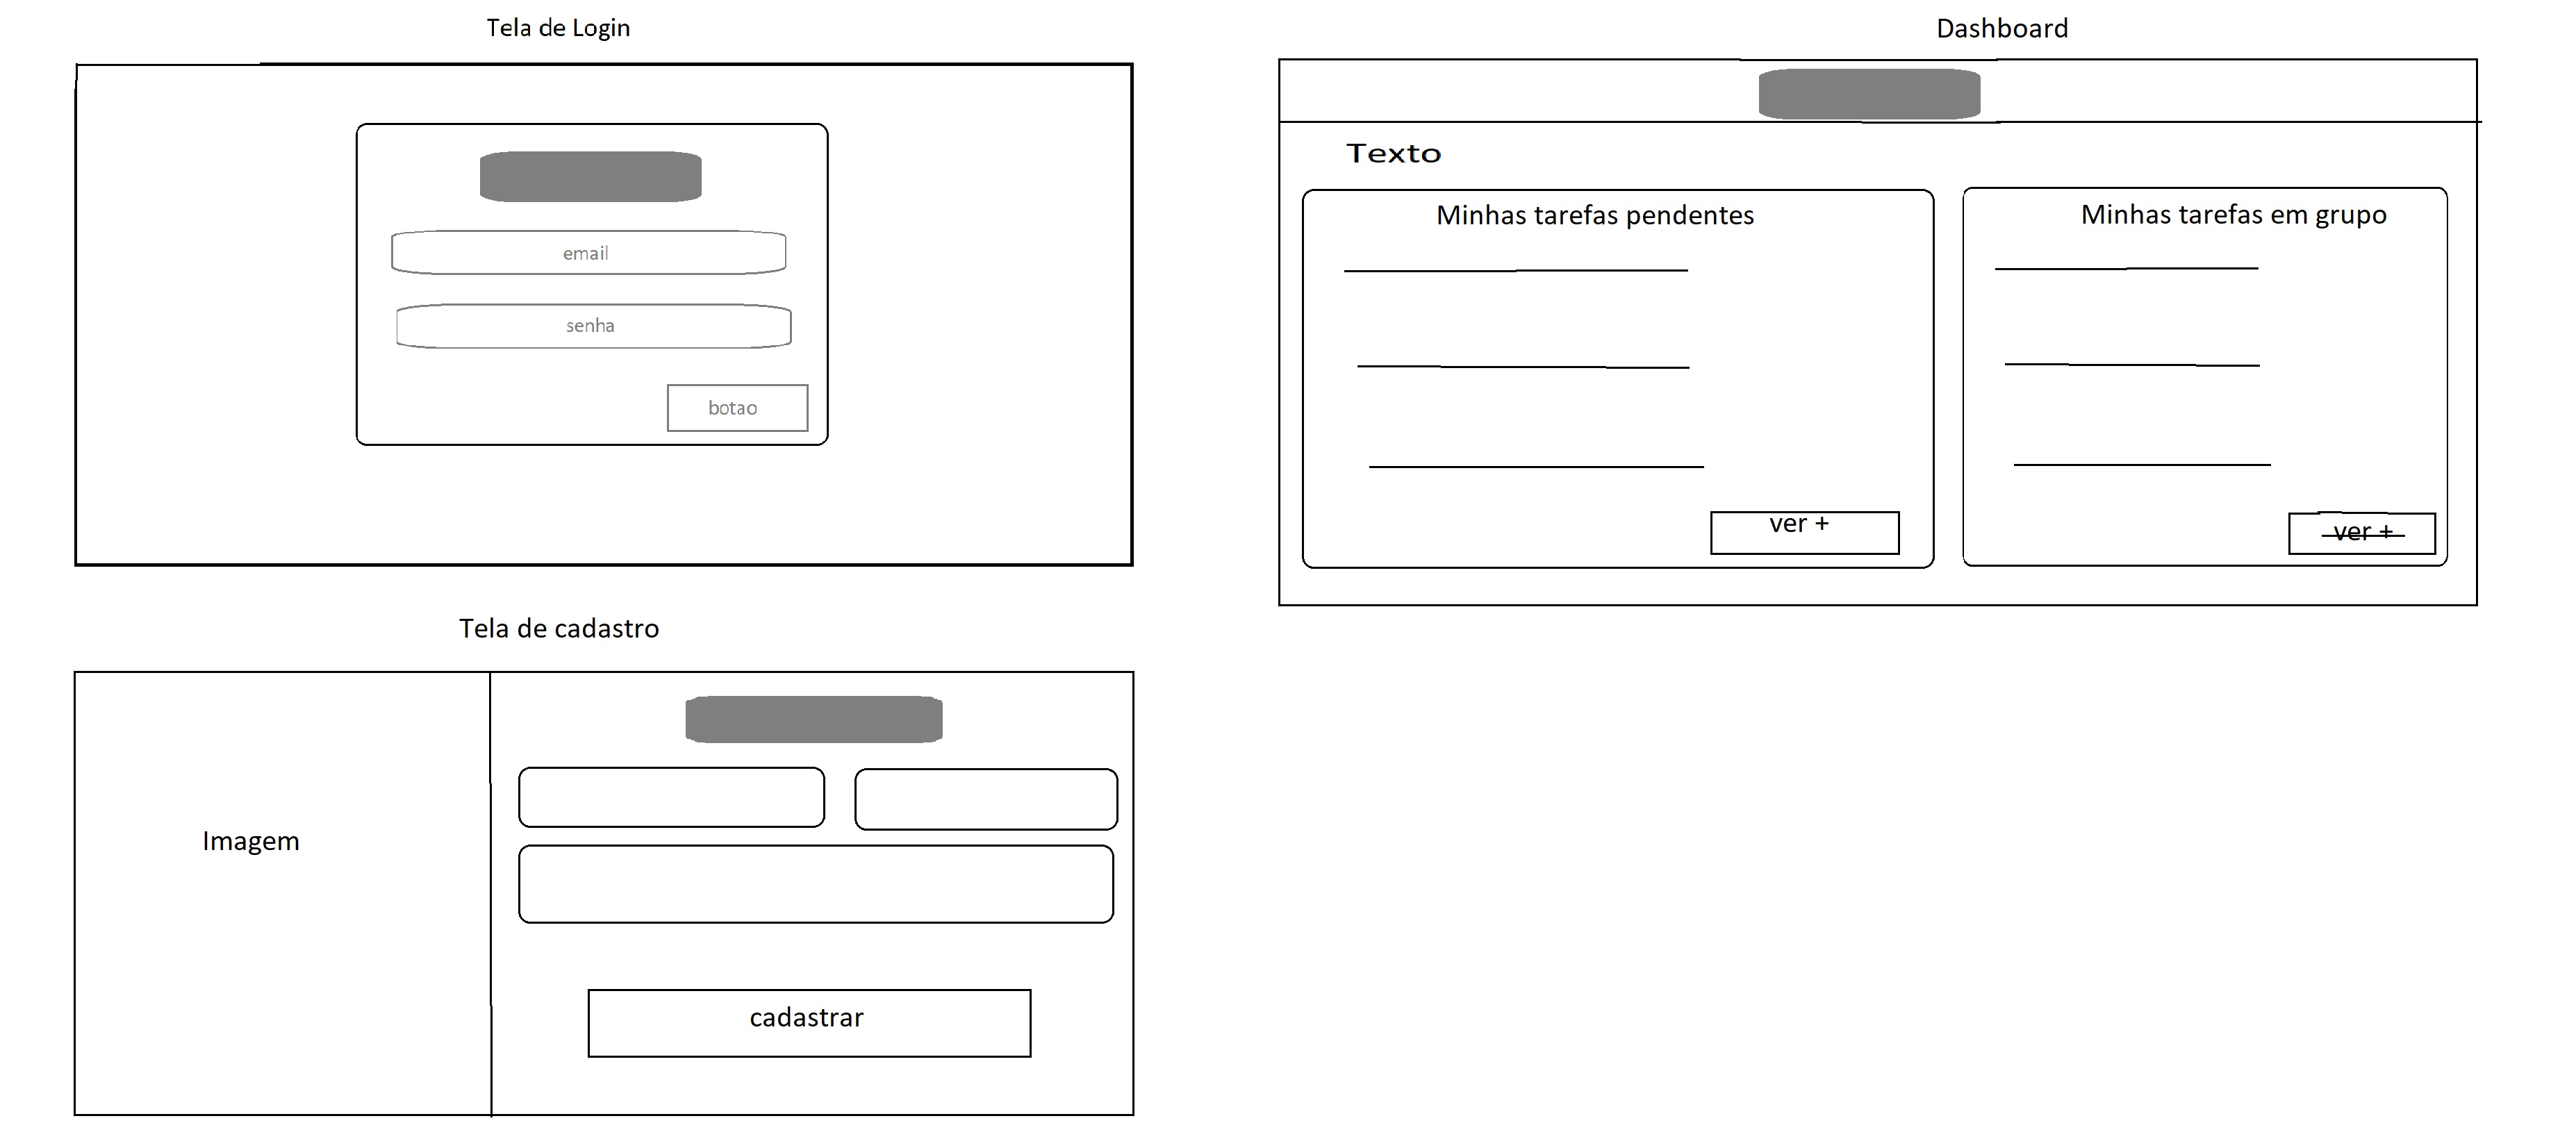 Tela de Login
email
senha
botao
Dashboard
Texto
Minhas tarefas pendentes
ver +
Minhas tarefas em grupo
ver +
Tela de cadastro
Imagem
cadastrar